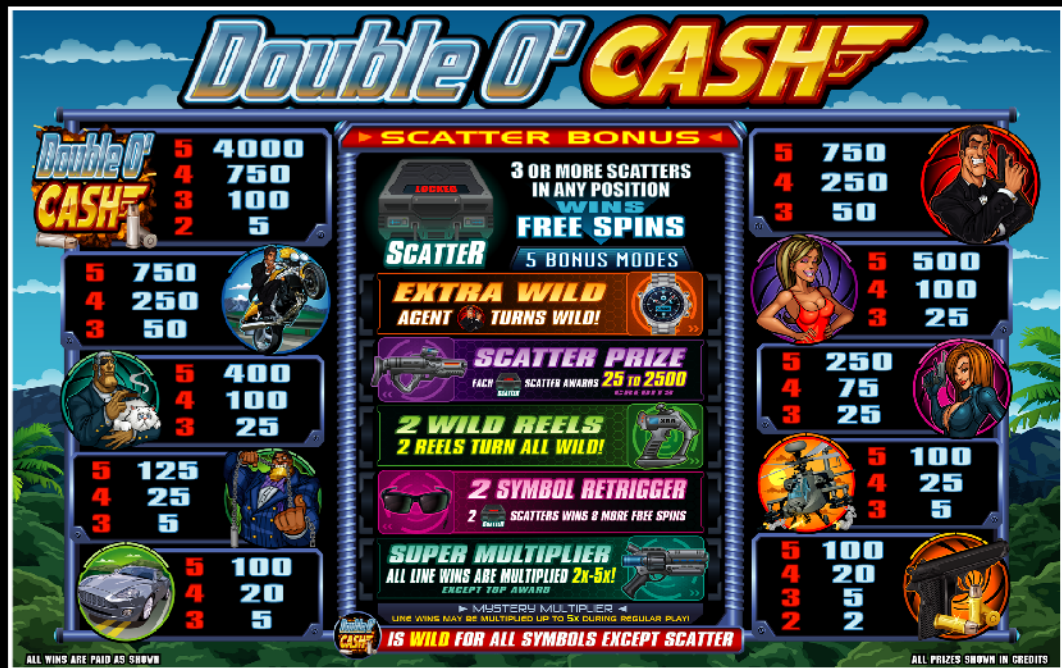 Double O' CASH
Double O'
CASH
5 4000
4 750
3 100
2 5
5 750
4 250
3 50
5 400
4 100
3 25
5 125
4 25
3 5
5 100
4 20
3 5
SCATTER BONUS
LOCKED
SCATTER
3 OR MORE SCATTERS
IN ANY POSITION
WINS
FREE SPINS
5 BONUS MODES
EXTRA WILD
AGENT TURNS WILD!
SCATTER PRIZE
EACH SCATTER SCATTER AWARDS 25 TO 2500
CREDITS
2 WILD REELS
2 REELS TURN ALL WILD!
2 SYMBOL RETRIGGER
2 SCATTER SCATTERS WINS 8 MORE FREE SPINS
SUPER MULTIPLIER
ALL LINE WINS ARE MULTIPLIED 2x-5x!
EXCEPT TOP AWARD
MYSTERY MULTIPLIER
LINE WINS MAY BE MULTIPLIED UP TO 5X DURING REGULAR PLAY!
Double O'
CASH
IS WILD FOR ALL SYMBOLS EXCEPT SCATTER
5 750
4 250
3 50
5 500
4 100
3 25
5 250
4 75
3 25
5 100
4 25
3 5
5 100
4 20
3 5
2 2
ALL WINS ARE PAID AS SHOWN
ALL PRIZES SHOWN IN CREDITS